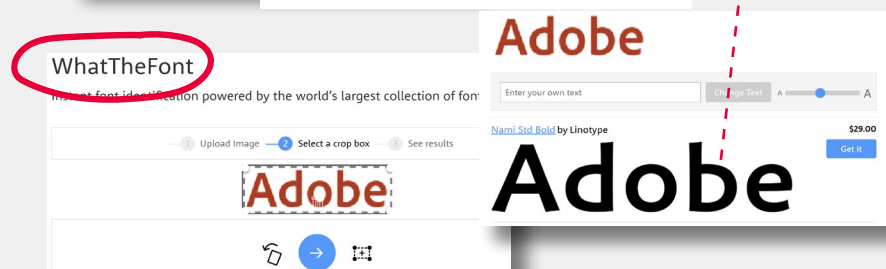 WhatTheFont
Instant font identification powered by the world's largest collection of fon
1 Upload Image 2 Select a crop box 3 See results
Adobe
Adobe
Enter your own text Change Text A A
Nami Std Bold by Linotype $29.00
Get it
Adobe